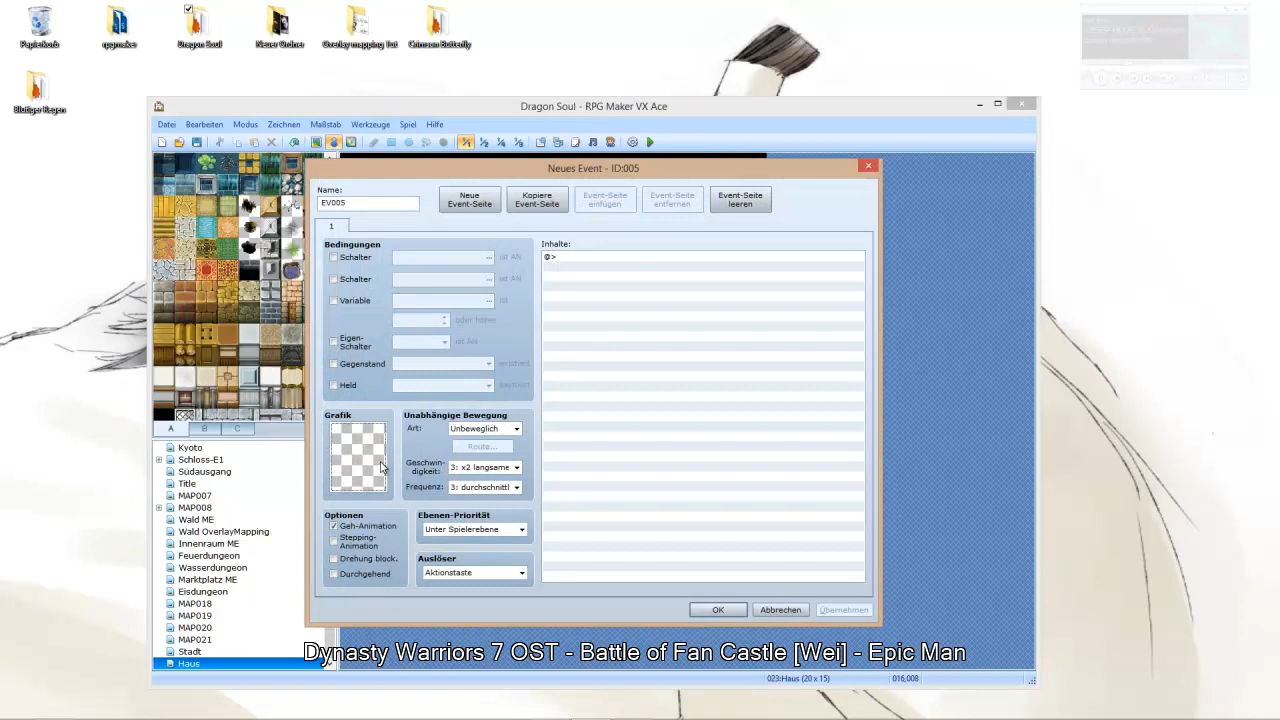 Papierkorb
rpgmaker
Dragon Soul
Neuer Ordner
Overlay mapping Tut
Crimson Butterfly
Blutiger Regen
Dragon Soul - RPG Maker VX Ace
Datei Bearbeiten Modus Zeichnen Maßstab Werkzeuge Spiel Hilfe
Neues Event - ID:005
Name:
EV005
Neue Event-Seite
Kopiere Event-Seite
Event-Seite einfügen
Event-Seite entfernen
Event-Seite leeren
1
Bedingungen
Schalter ... ist AN
Schalter ... ist AN
Variable ... ist
oder höher
Eigen-Schalter ist AN
Gegenstand
Held
Inhalte:
@>
Grafik
Unabhängige Bewegung
Art: Unbeweglich
Route...
Geschwin-digkeit: 3: x2 langsame
Frequenz: 3: durchschnittl
Optionen
Geh-Animation
Stepping-Animation
Drehung block.
Durchgehend
Ebenen-Priorität
Unter Spielerebene
Auslöser
Aktionstaste
OK Abbrechen Übernehmen
A B C
Kyoto
Schloss-E1
Südausgang
Title
MAP007
MAP008
Wald ME
Wald OverlayMapping
Innenraum ME
Feuerdungeon
Wasserdungeon
Marktplatz ME
Eisdungeon
MAP018
MAP019
MAP020
MAP021
Stadt
Haus
Dynasty Warriors 7 OST - Battle of Fan Castle [Wei] - Epic Man
023:Haus (20 x 15) 016,008